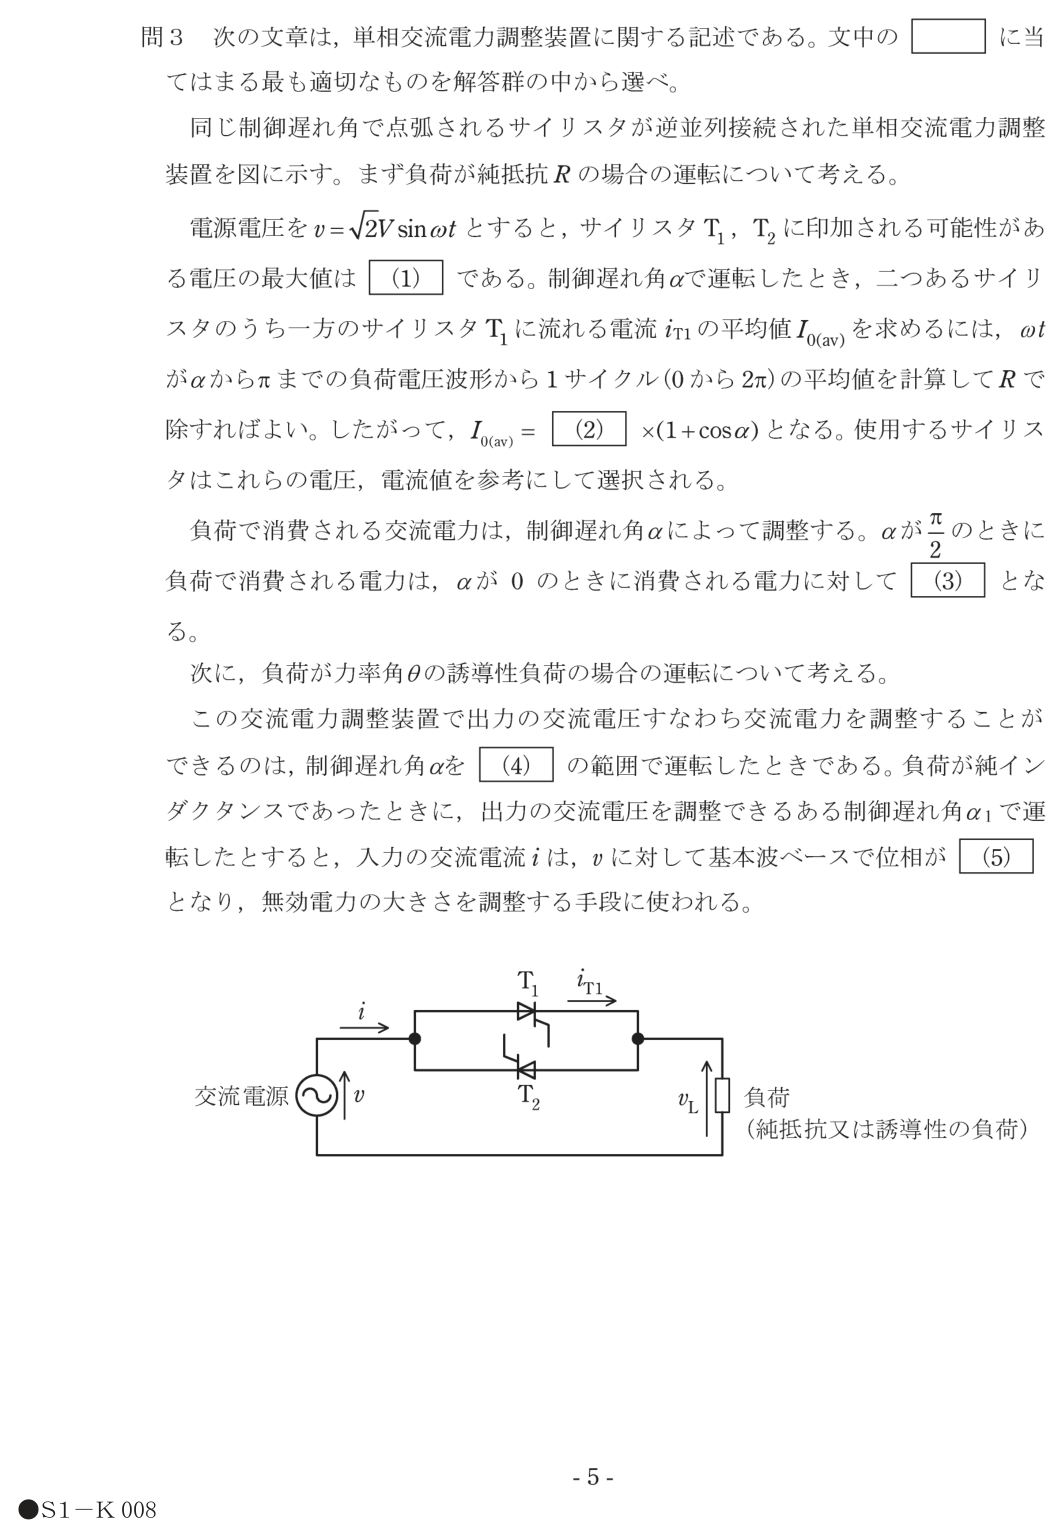 問3　次の文章は，単相交流電力調整装置に関する記述である。文中の　　　に当
てはまる最も適切なものを解答群の中から選べ。
同じ制御遅れ角で点弧されるサイリスタが逆並列接続された単相交流電力調整
装置を図に示す。まず負荷が純抵抗 R の場合の運転について考える。
電源電圧を v=√2V sin ωt とすると，サイリスタ T1，T2 に印加される可能性があ
る電圧の最大値は (1) である。制御遅れ角αで運転したとき，二つあるサイリ
スタのうち一方のサイリスタ T1 に流れる電流 iT1 の平均値 I0(av) を求めるには，ωt
がαからπまでの負荷電圧波形から1サイクル(0から2π)の平均値を計算して R で
除すればよい。したがって，I0(av) = (2) ×(1+cosα) となる。使用するサイリス
タはこれらの電圧，電流値を参考にして選択される。
負荷で消費される交流電力は，制御遅れ角αによって調整する。αが π/2 のときに
負荷で消費される電力は，αが 0 のときに消費される電力に対して (3) とな
る。
次に，負荷が力率角θの誘導性負荷の場合の運転について考える。
この交流電力調整装置で出力の交流電圧すなわち交流電力を調整することが
できるのは，制御遅れ角αを (4) の範囲で運転したときである。負荷が純イン
ダクタンスであったときに，出力の交流電圧を調整できるある制御遅れ角α1 で運
転したとすると，入力の交流電流 i は，v に対して基本波ベースで位相が (5)
となり，無効電力の大きさを調整する手段に使われる。
T1
iT1
i
T2
交流電源
v
vL
負荷
（純抵抗又は誘導性の負荷）
- 5 -
●S1－K 008